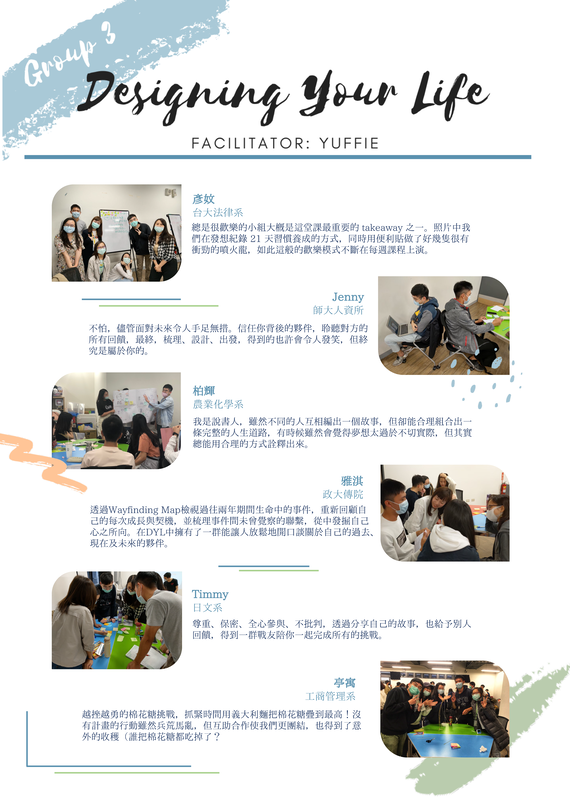 Group 3
Designing Your Life
FACILITATOR: YUFFIE
彥妏
台大法律系
總是很歡樂的小組大概是這堂課最重要的 takeaway 之一。照片中我
們在發想紀錄 21 天習慣養成的方式，同時用便利貼做了好幾隻很有
衝勁的噴火龍，如此這般的歡樂模式不斷在每週課程上演。
Jenny
師大人資所
不怕，儘管面對未來令人手足無措。信任你背後的夥伴，聆聽對方的
所有回饋，最終，梳理、設計、出發，得到的也許會令人發笑，但終
究是屬於你的。
柏輝
農業化學系
我是說書人，雖然不同的人互相編出一個故事，但卻能合理組合出一
條完整的人生道路，有時候雖然會覺得夢想太過於不切實際，但其實
總能用合理的方式詮釋出來。
雅淇
政大傳院
透過Wayfinding Map檢視過往兩年期間生命中的事件，重新回顧自
己的每次成長與契機，並梳理事件間未曾覺察的聯繫，從中發掘自己
心之所向。在DYL中擁有了一群能讓人放鬆地開口談關於自己的過去、
現在及未來的夥伴。
Timmy
日文系
尊重、保密、全心參與、不批判，透過分享自己的故事，也給予別人
回饋，得到一群戰友陪你一起完成所有的挑戰。
亭寓
工商管理系
越挫越勇的棉花糖挑戰，抓緊時間用義大利麵把棉花糖疊到最高！沒
有計畫的行動雖然兵荒馬亂，但互助合作使我們更團結，也得到了意
外的收穫（誰把棉花糖都吃掉了？